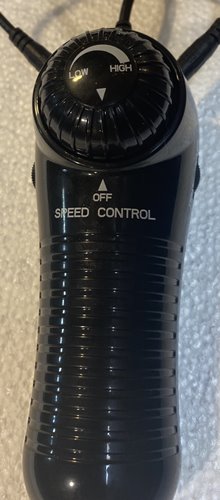 LOW HIGH
OFF
SPEED CONTROL